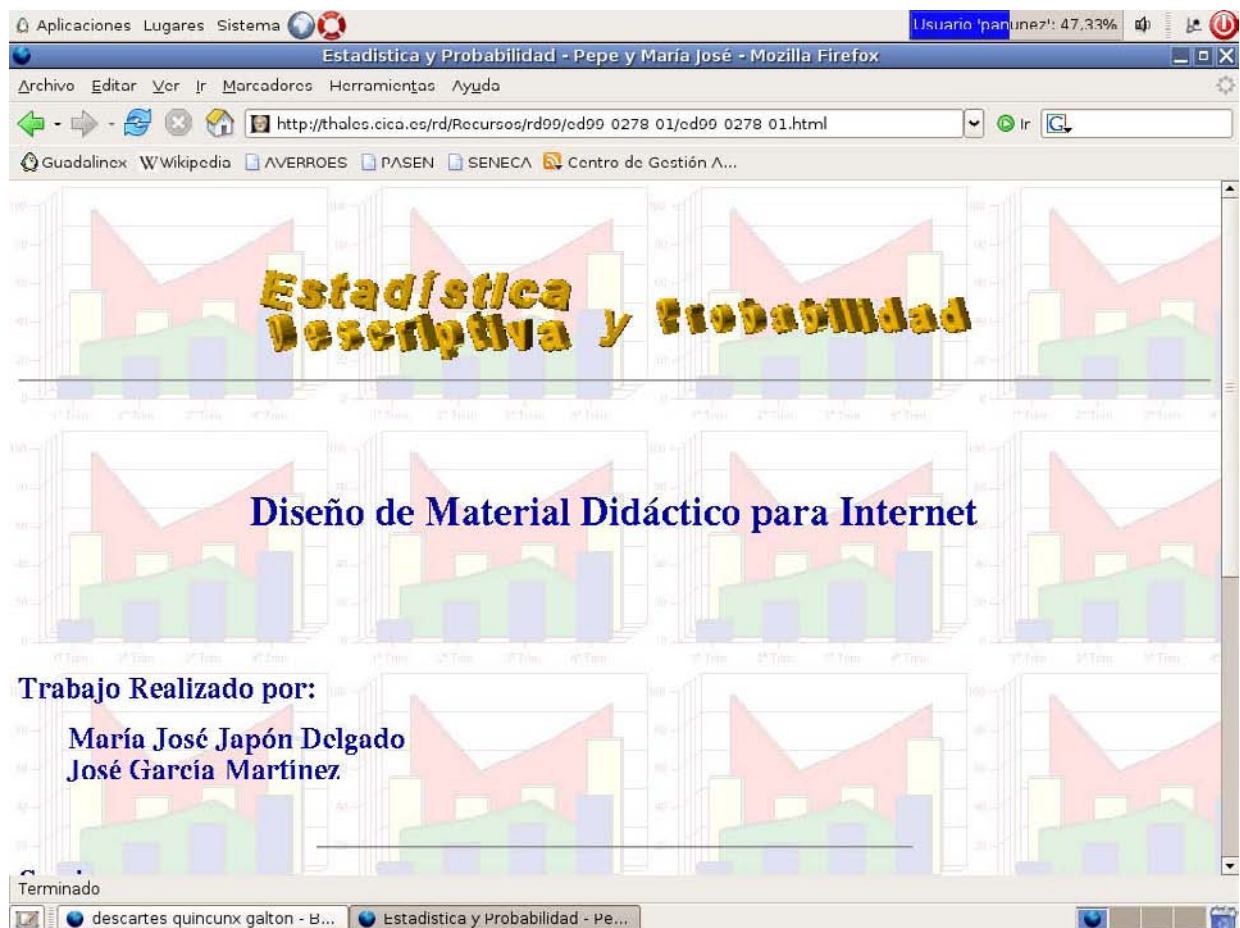 Aplicaciones Lugares Sistema Usuario 'panunez': 47,33%
Estadistica y Probabilidad - Pepe y María José - Mozilla Firefox
Archivo Editar Ver Ir Marcadores Herramientas Ayuda
http://thales.cica.es/rd/Recursos/rd99/ed99-0278-01/ed99-0278-01.html Ir
Guadalinex Wikipedia AVERROES PASEN SENECA Centro de Gestión A...
Estadística
Descriptiva y Probabilidad
Diseño de Material Didáctico para Internet
Trabajo Realizado por:
María José Japón Delgado
José García Martínez
Terminado
descartes quincunx galton - B... Estadistica y Probabilidad - Pe...